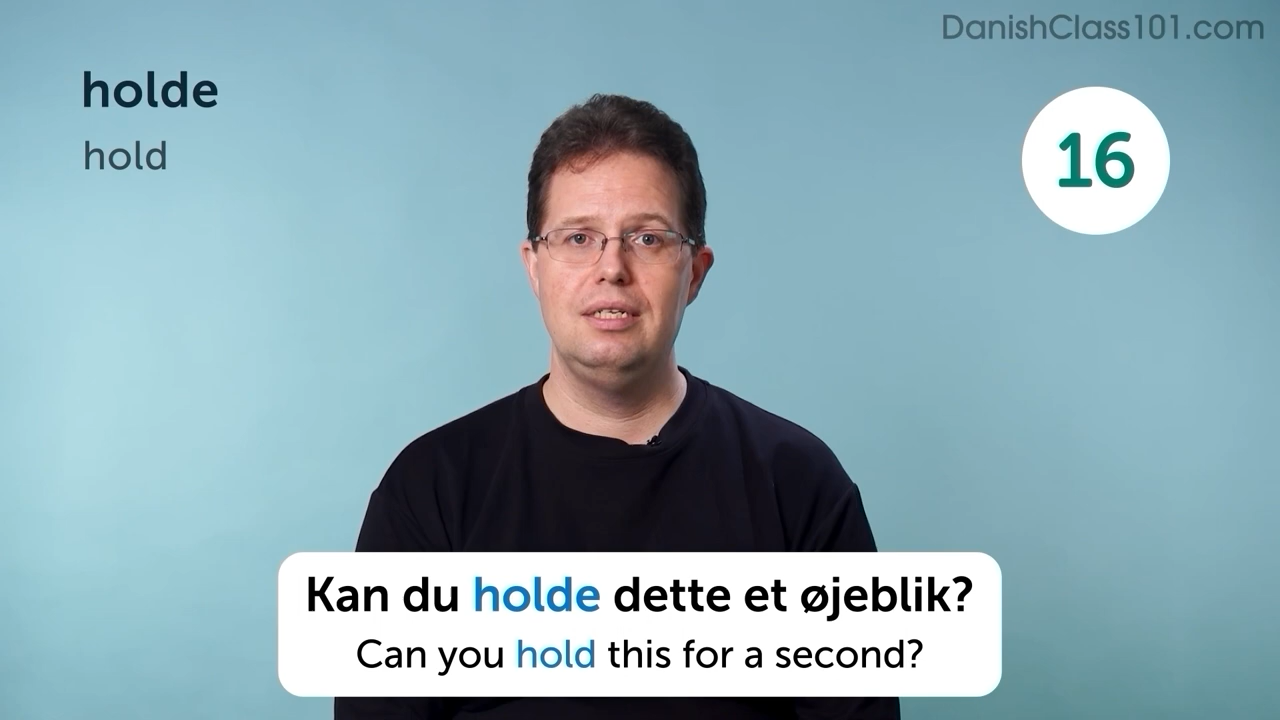 DanishClass101.com
holde
hold
16
Kan du holde dette et øjeblik?
Can you hold this for a second?